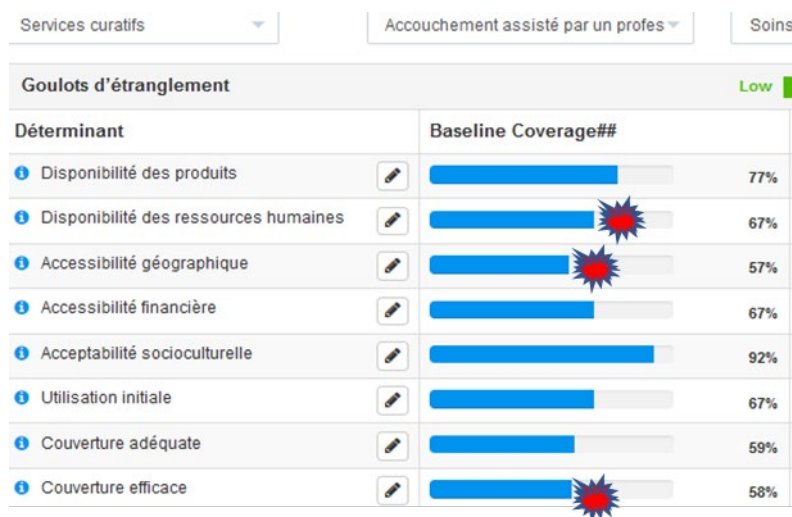 Services curatifs
Accouchement assisté par un profes
Soins
Goulots d'étranglement
Low
Déterminant
Baseline Coverage##
Disponibilité des produits
77%
Disponibilité des ressources humaines
67%
Accessibilité géographique
57%
Accessibilité financière
67%
Acceptabilité socioculturelle
92%
Utilisation initiale
67%
Couverture adéquate
59%
Couverture efficace
58%